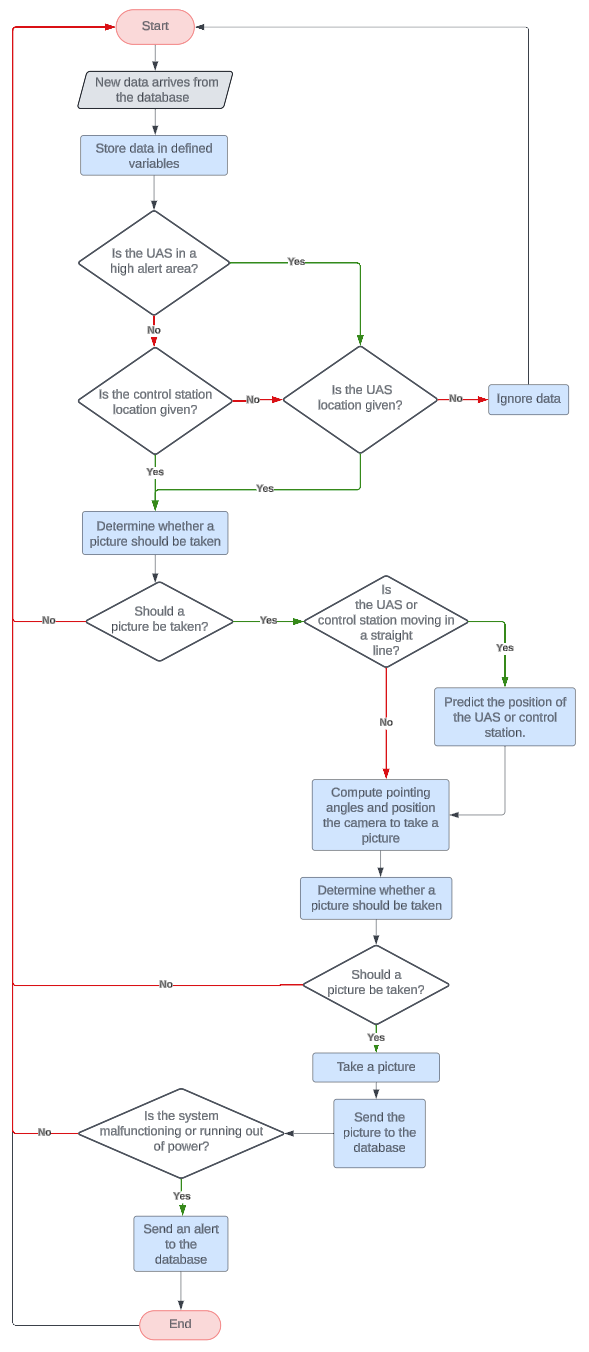 Start
New data arrives from
the database
Store data in defined
variables
Is the UAS in a
high alert area?
Yes
No
Is the control station
location given?
No
Is the UAS
location given?
No
Ignore data
Yes
Yes
Determine whether a
picture should be taken
No
Should a
picture be taken?
Yes
Is
the UAS or
control station moving in
a straight
line?
Yes
Predict the position of
the UAS or control
station.
No
Compute pointing
angles and position
the camera to take a
picture
Determine whether a
picture should be taken
Should a
picture be taken?
No
Yes
Take a picture
Send the
picture to the
database
Is the system
malfunctioning or running out
of power?
No
Yes
Send an alert
to the
database
End